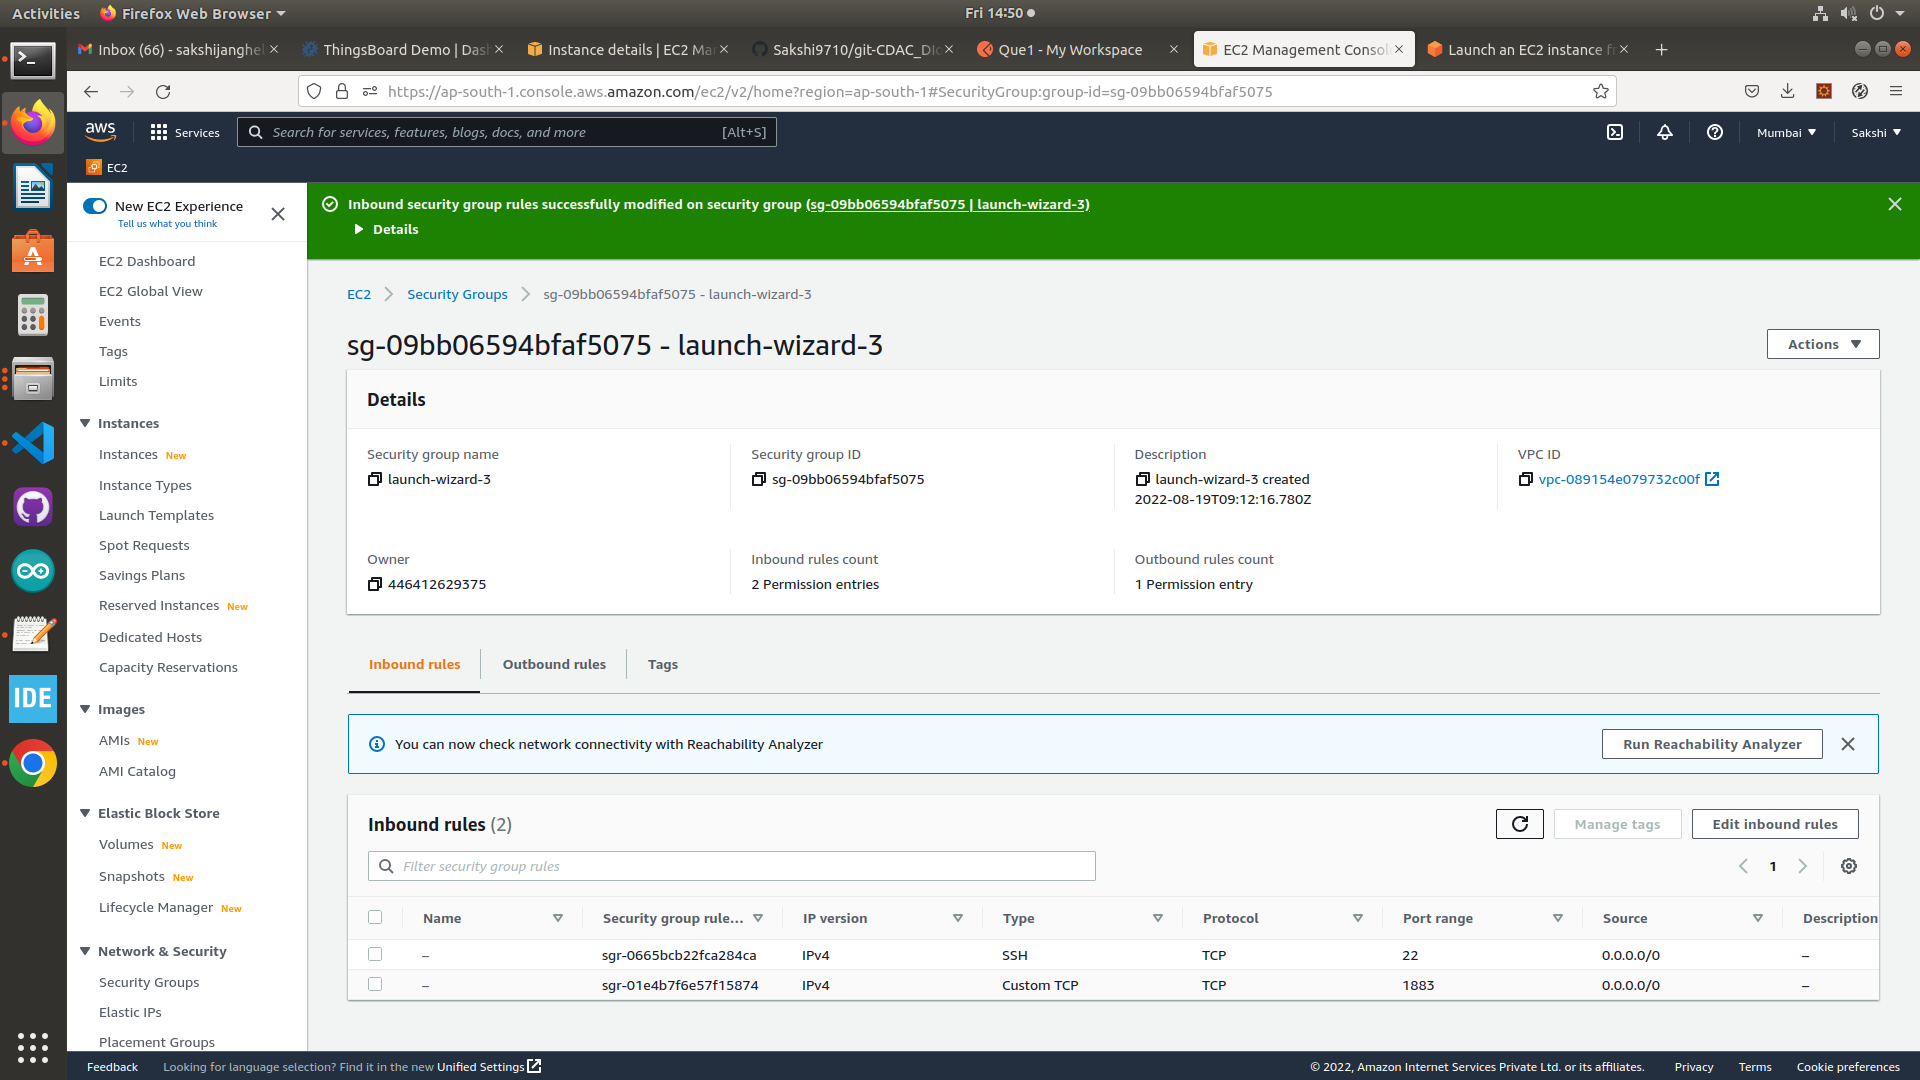 Activities
Firefox Web Browser
Fri 14:50
Inbox (66) - sakshijanghel
ThingsBoard Demo | Das
Instance details | EC2 Ma
Sakshi9710/git-CDAC_DIo
Que1 - My Workspace
EC2 Management Consol
Launch an EC2 instance f
https://ap-south-1.console.aws.amazon.com/ec2/v2/home?region=ap-south-1#SecurityGroup:group-id=sg-09bb06594bfaf5075
aws
Services
Search for services, features, blogs, docs, and more
[Alt+S]
Mumbai
Sakshi
EC2
New EC2 Experience
Tell us what you think
EC2 Dashboard
EC2 Global View
Events
Tags
Limits
Instances
Instances New
Instance Types
Launch Templates
Spot Requests
Savings Plans
Reserved Instances New
Dedicated Hosts
Capacity Reservations
Images
AMIs New
AMI Catalog
Elastic Block Store
Volumes New
Snapshots New
Lifecycle Manager New
Network & Security
Security Groups
Elastic IPs
Placement Groups
IDE
Inbound security group rules successfully modified on security group (sg-09bb06594bfaf5075 | launch-wizard-3)
Details
EC2
Security Groups
sg-09bb06594bfaf5075 - launch-wizard-3
sg-09bb06594bfaf5075 - launch-wizard-3
Actions
Details
Security group name
launch-wizard-3
Security group ID
sg-09bb06594bfaf5075
Description
launch-wizard-3 created
2022-08-19T09:12:16.780Z
VPC ID
vpc-089154e079732c00f
Owner
446412629375
Inbound rules count
2 Permission entries
Outbound rules count
1 Permission entry
Inbound rules
Outbound rules
Tags
You can now check network connectivity with Reachability Analyzer
Run Reachability Analyzer
Inbound rules (2)
Manage tags
Edit inbound rules
Filter security group rules
1
Name
Security group rule...
IP version
Type
Protocol
Port range
Source
Description
– sgr-0665bcb22fca284ca IPv4 SSH TCP 22 0.0.0.0/0 –
– sgr-01e4b7f6e57f15874 IPv4 Custom TCP TCP 1883 0.0.0.0/0 –
Feedback
Looking for language selection? Find it in the new Unified Settings
© 2022, Amazon Internet Services Private Ltd. or its affiliates.
Privacy
Terms
Cookie preferences